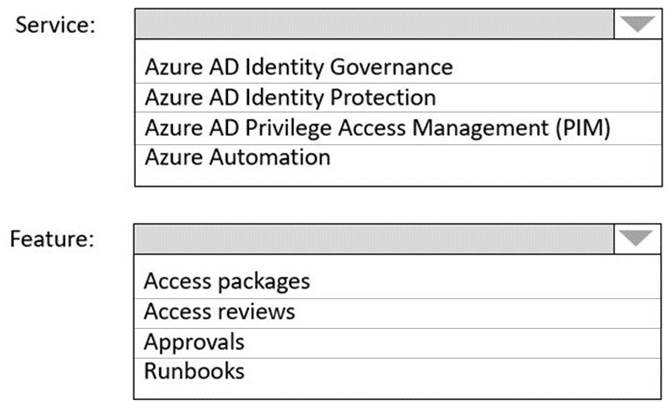 Service:
Azure AD Identity Governance
Azure AD Identity Protection
Azure AD Privilege Access Management (PIM)
Azure Automation
Feature:
Access packages
Access reviews
Approvals
Runbooks